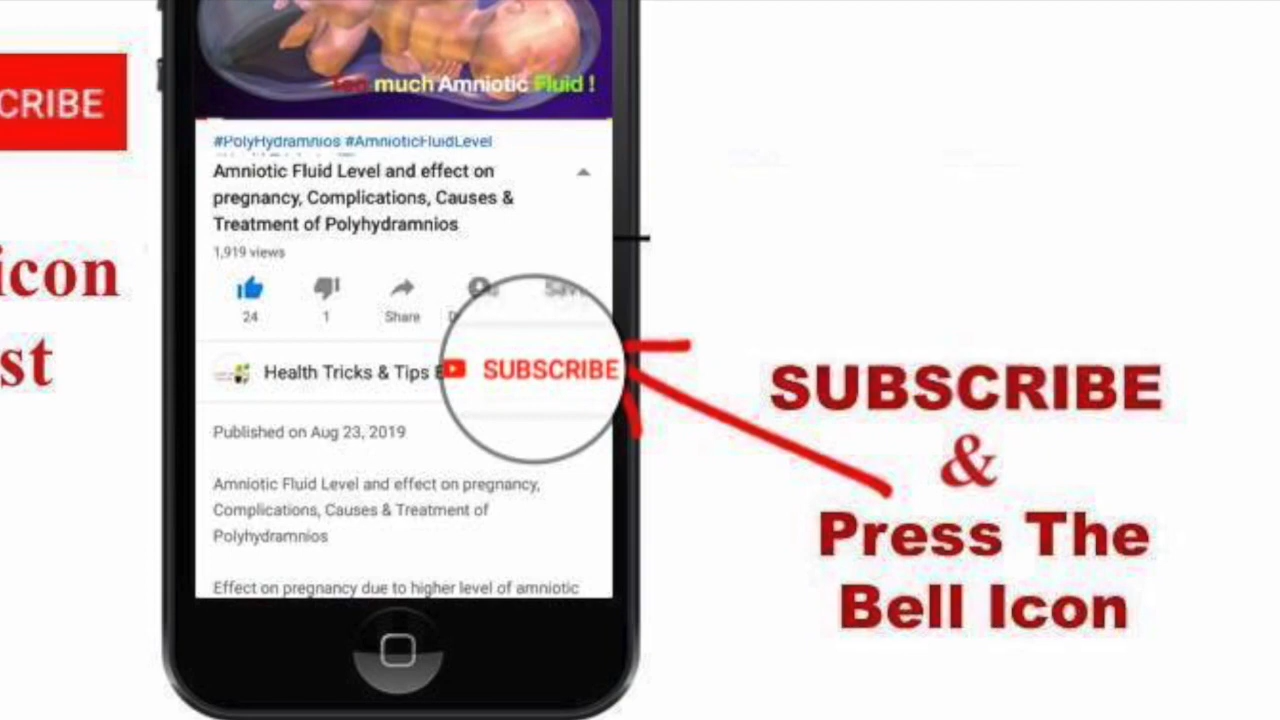 CRIBE
icon
st
Too much Amniotic Fluid !
#PolyHydramnios #AmnioticFluidLevel
Amniotic Fluid Level and effect on
pregnancy, Complications, Causes &
Treatment of Polyhydramnios
1,919 views
24
1
Share
D
Save
Health Tricks & Tips E
SUBSCRIBE
Published on Aug 23, 2019
Amniotic Fluid Level and effect on pregnancy,
Complications, Causes & Treatment of
Polyhydramnios
Effect on pregnancy due to higher level of amniotic
SUBSCRIBE
&
Press The
Bell Icon